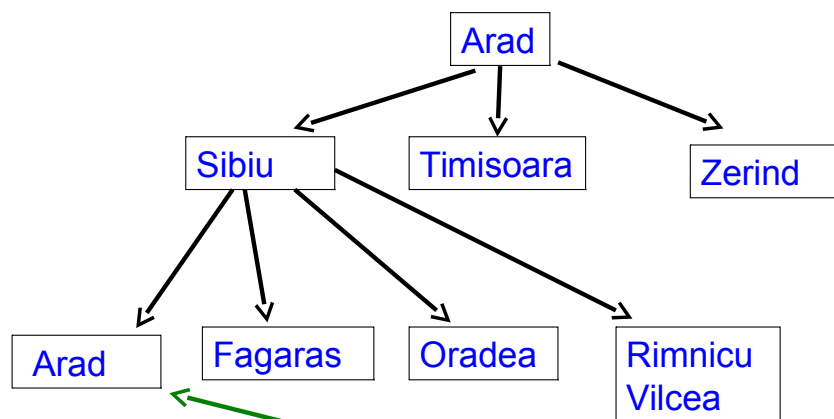 Arad
Sibiu
Timisoara
Zerind
Arad
Fagaras
Oradea
Rimnicu
Vilcea